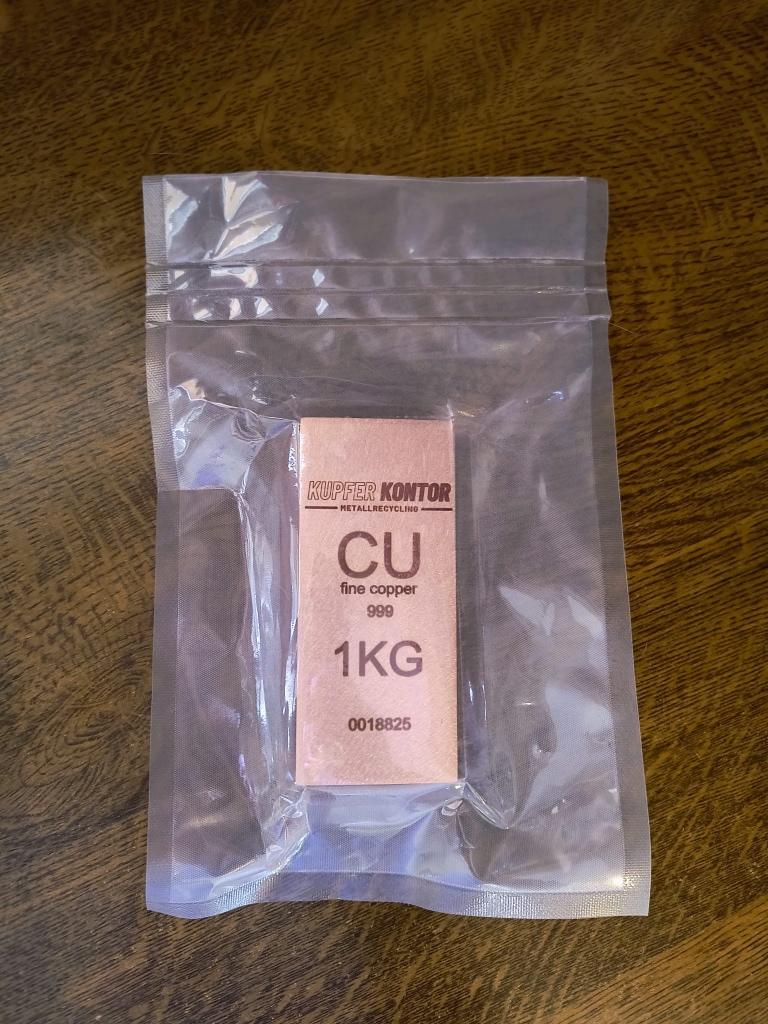 KUPFER KONTOR
METALLRECYCLING
CU
fine copper
999
1KG
0018825